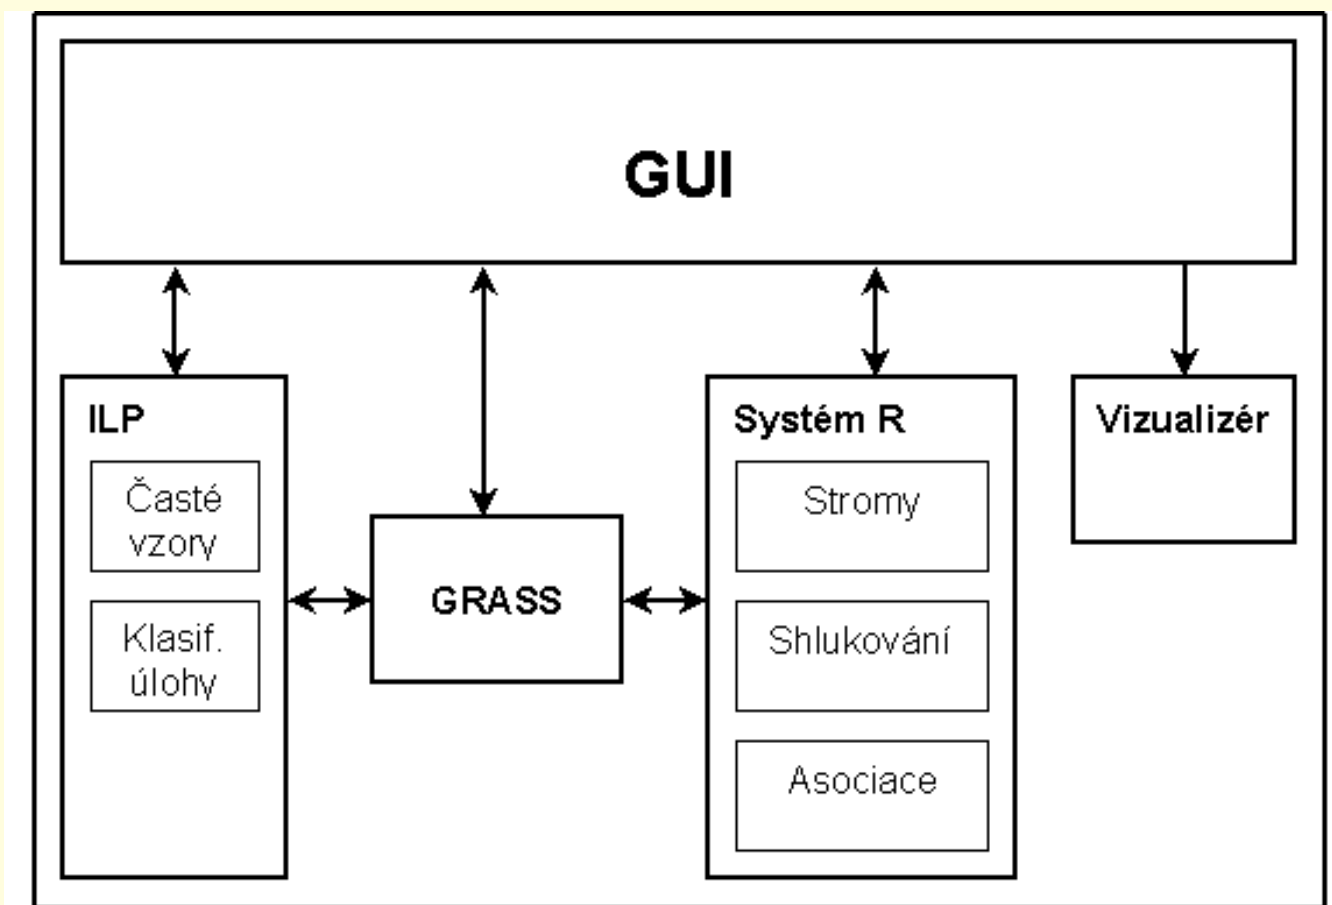 GUI
ILP
Časté
vzory
Klasif.
úlohy
GRASS
Systém R
Stromy
Shlukování
Asociace
Vizualizér